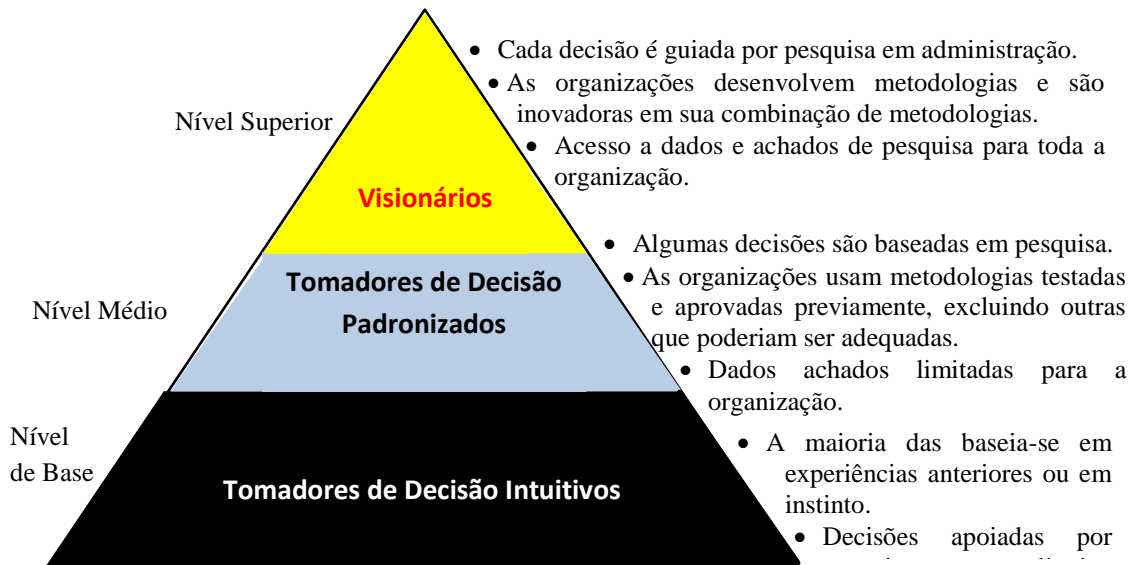 • Cada decisão é guiada por pesquisa em administração.
• As organizações desenvolvem metodologias e são
inovadoras em sua combinação de metodologias.
• Acesso a dados e achados de pesquisa para toda a
organização.
Nível Superior
Visionários
• Algumas decisões são baseadas em pesquisa.
• As organizações usam metodologias testadas
e aprovadas previamente, excluindo outras
que poderiam ser adequadas.
• Dados achados limitadas para a
organização.
Nível Médio
Tomadores de Decisão
Padronizados
• A maioria das baseia-se em
experiências anteriores ou em
instinto.
• Decisões apoiadas por
Nível
de Base
Tomadores de Decisão Intuitivos